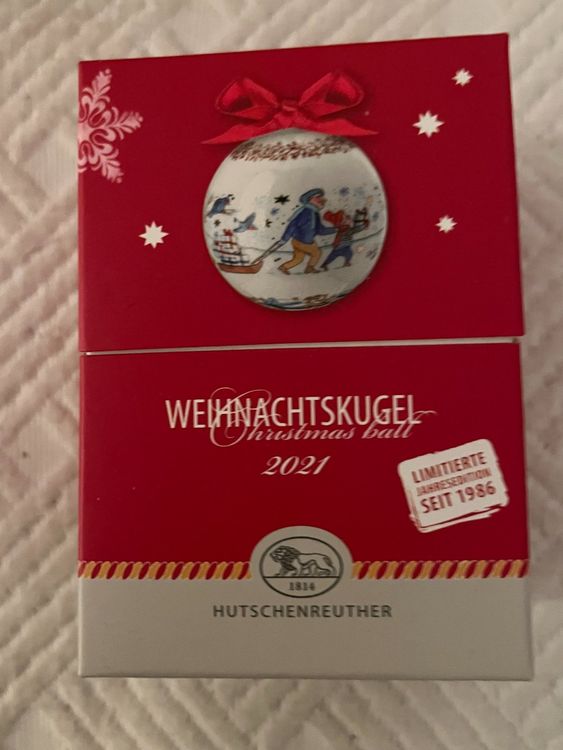 WEIHNACHTSKUGEL
Christmas ball
2021
LIMITIERTE
JAHRESEDITION
SEIT 1986
1814
HUTSCHENREUTHER